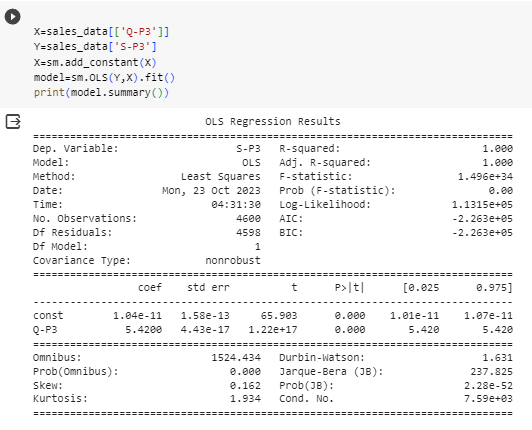 X=sales_data[['Q-P3']]
Y=sales_data['S-P3']
X=sm.add_constant(X)
model=sm.OLS(Y,X).fit()
print(model.summary())
OLS Regression Results
==============================================================================
Dep. Variable: S-P3 R-squared: 1.000
Model: OLS Adj. R-squared: 1.000
Method: Least Squares F-statistic: 1.496e+34
Date: Mon, 23 Oct 2023 Prob (F-statistic): 0.00
Time: 04:31:30 Log-Likelihood: 1.1315e+05
No. Observations: 4600 AIC: -2.263e+05
Df Residuals: 4598 BIC: -2.263e+05
Df Model: 1
Covariance Type: nonrobust
==============================================================================
coef std err t P>|t| [0.025 0.975]
------------------------------------------------------------------------------
const 1.04e-11 1.58e-13 65.903 0.000 1.01e-11 1.07e-11
Q-P3 5.4200 4.43e-17 1.22e+17 0.000 5.420 5.420
==============================================================================
Omnibus: 1524.434 Durbin-Watson: 1.631
Prob(Omnibus): 0.000 Jarque-Bera (JB): 237.825
Skew: 0.162 Prob(JB): 2.28e-52
Kurtosis: 1.934 Cond. No. 7.59e+03
==============================================================================